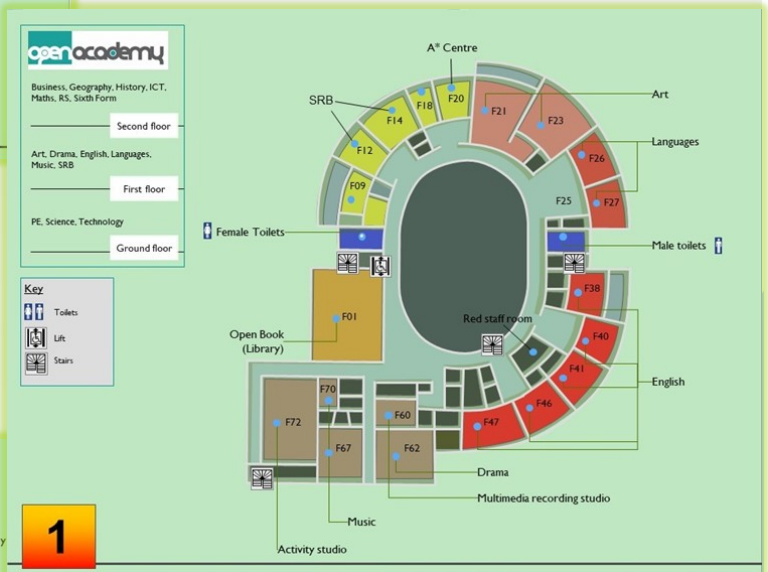 openacademy
Business, Geography, History, ICT,
Maths, RS, Sixth Form
Second floor
Art, Drama, English, Languages,
Music, SRB
First floor
PE, Science, Technology
Ground floor
Key
Toilets
Lift
Stairs
A* Centre
SRB
Art
Languages
F20
F18
F14
F21
F23
F12
F26
F09
F25
F27
Female Toilets
Male toilets
F38
F01
Red staff room
Open Book
(Library)
F40
F41
English
F70
F46
F60
F72
F47
F67
F62
Drama
Multimedia recording studio
Music
Activity studio
1
y